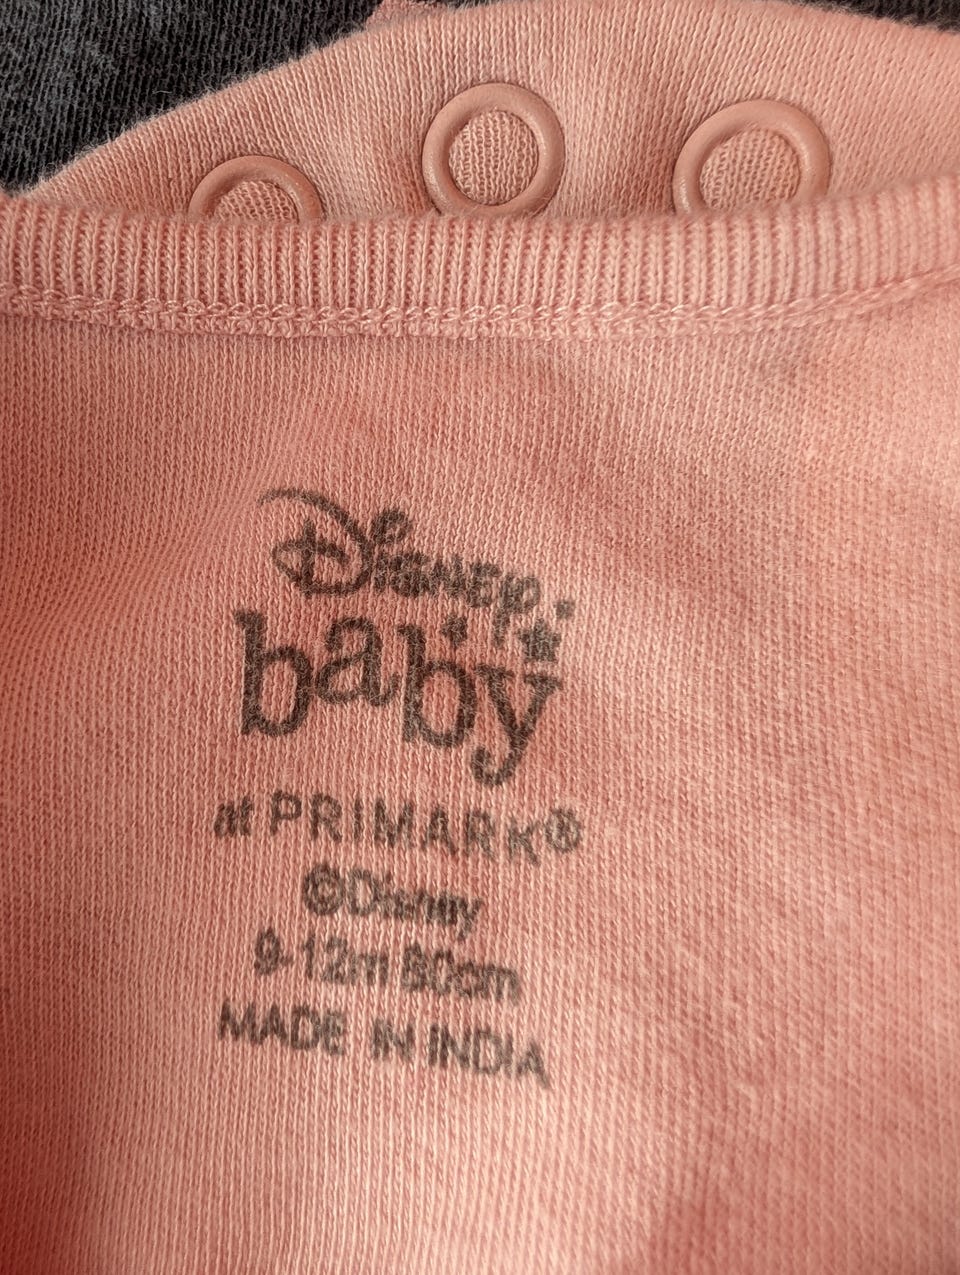 Disney
baby
at PRIMARK®
©Disney
9-12m 80cm
MADE IN INDIA